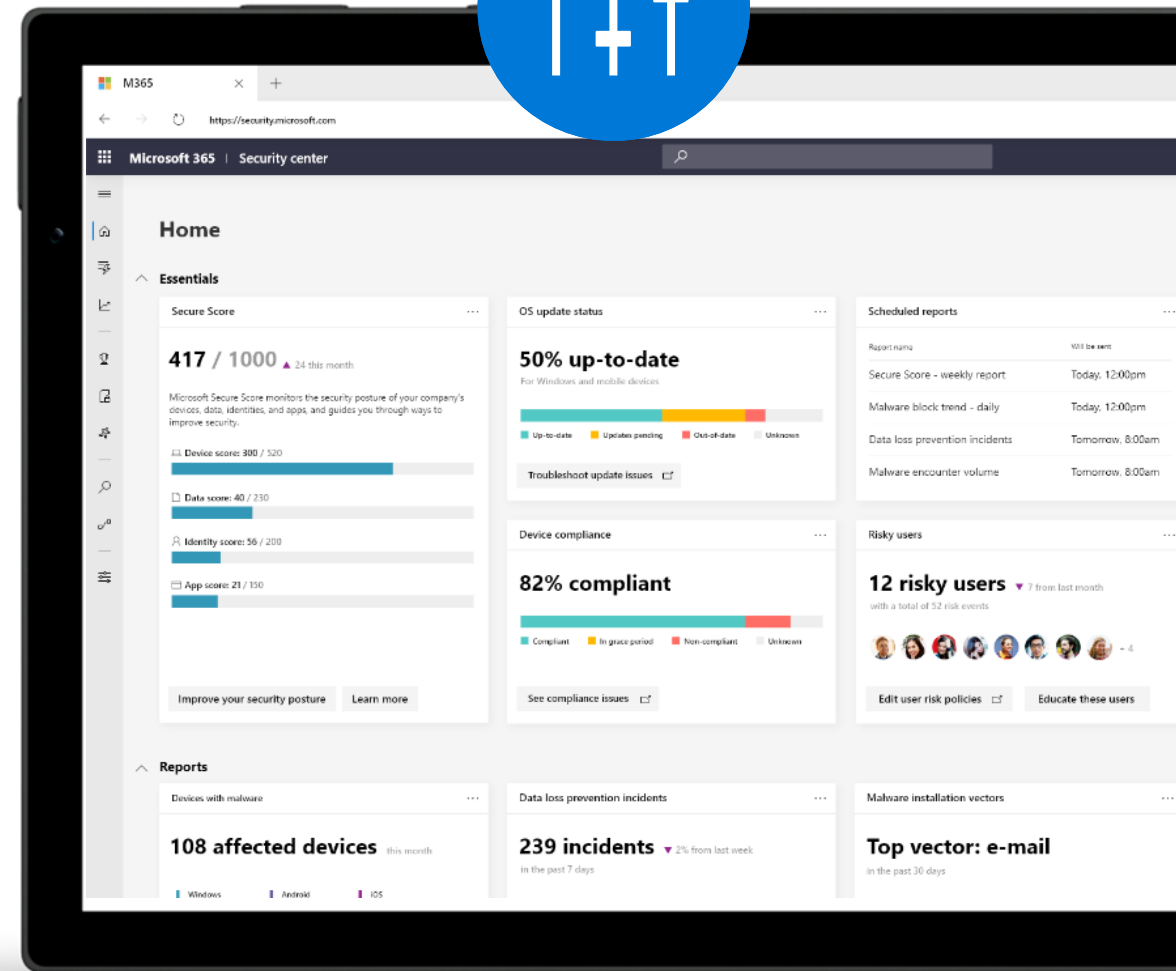 M365
https://security.microsoft.com
Microsoft 365 | Security center
Home
Essentials
Secure Score
417 / 1000 24 this month
Microsoft Secure Score monitors the security posture of your company's
devices, data, identities, and apps, and guides you through ways to
improve security.
Device score: 300 / 520
Data score: 40 / 230
Identity score: 56 / 200
App score: 21 / 150
Improve your security posture Learn more
OS update status
50% up-to-date
For Windows and mobile devices
Up-to-date Updates pending Out-of-date Unknown
Troubleshoot update issues
Scheduled reports
Report name Will be sent
Secure Score - weekly report Today, 12:00pm
Malware block trend - daily Today, 12:00pm
Data loss prevention incidents Tomorrow, 8:00am
Malware encounter volume Tomorrow, 8:00am
Device compliance
82% compliant
Compliant In grace period Non-compliant Unknown
See compliance issues
Risky users
12 risky users 7 from last month
with a total of 52 risk events
+ 4
Edit user risk policies Educate these users
Reports
Devices with malware
108 affected devices this month
Windows Android iOS
Data loss prevention incidents
239 incidents 2% from last week
in the past 7 days
Malware installation vectors
Top vector: e-mail
in the past 30 days